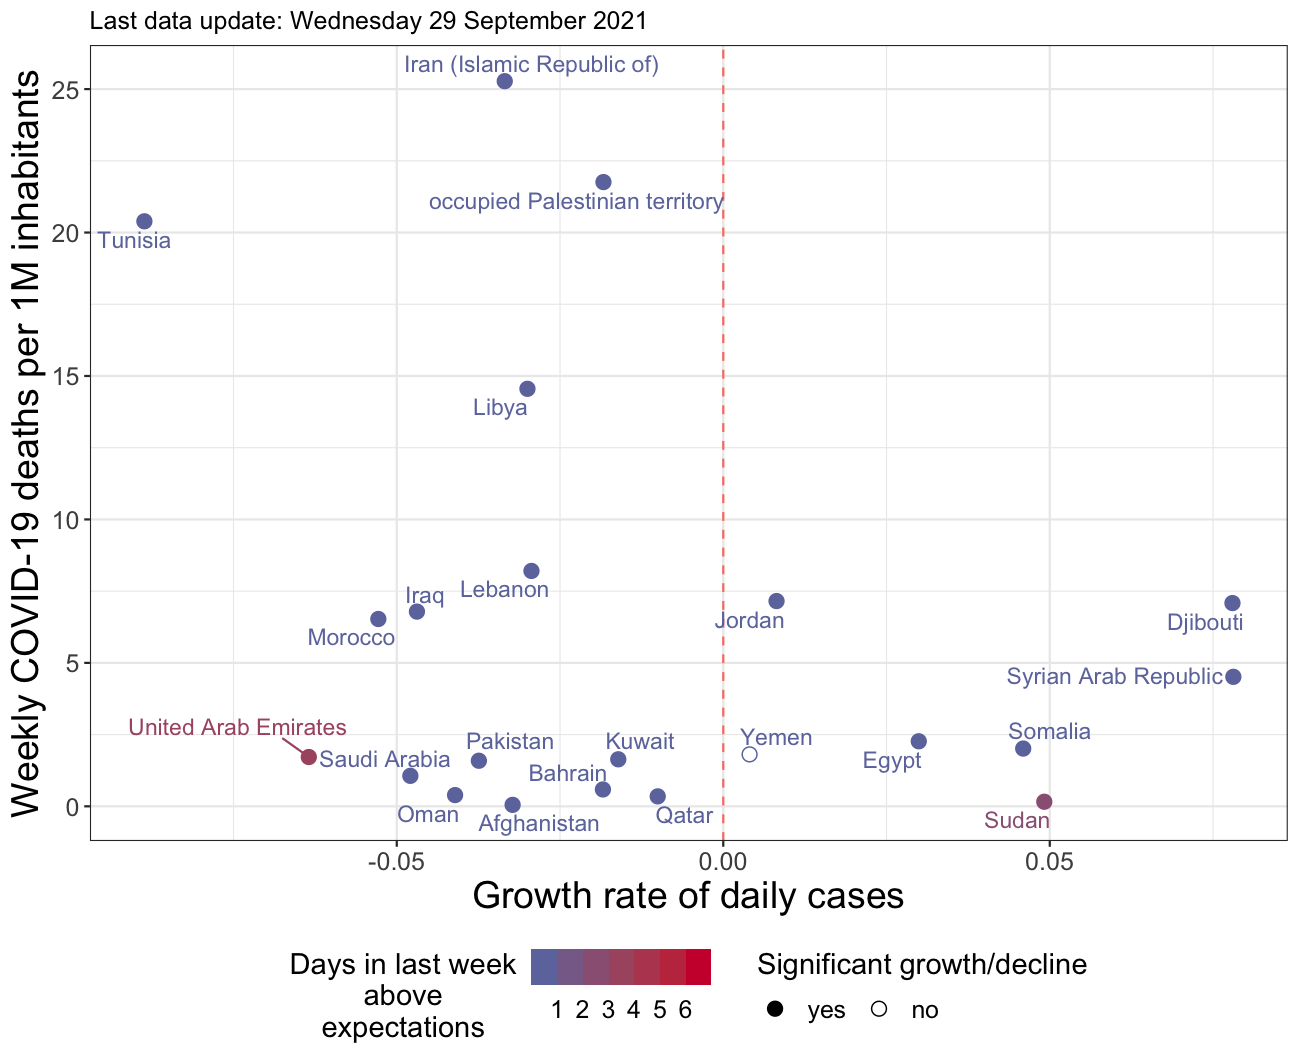 Last data update: Wednesday 29 September 2021
Weekly COVID-19 deaths per 1M inhabitants
25
20
15
10
5
0
Iran (Islamic Republic of)
occupied Palestinian territory
Tunisia
Libya
Iraq
Lebanon
Morocco
Jordan
Djibouti
Syrian Arab Republic
United Arab Emirates
Saudi Arabia
Pakistan
Kuwait
Yemen
Somalia
Egypt
Bahrain
Oman
Afghanistan
Qatar
Sudan
-0.05
0.00
0.05
Growth rate of daily cases
Days in last week
above
expectations
1 2 3 4 5 6
Significant growth/decline
yes
no